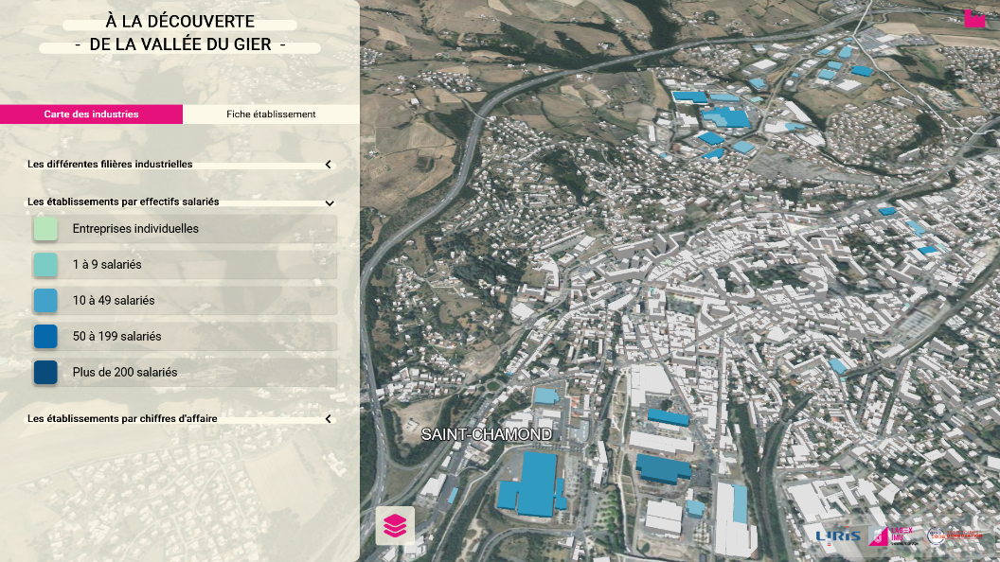 À LA DÉCOUVERTE
- DE LA VALLÉE DU GIER -
Carte des industries
Fiche établissement
Les différentes filières industrielles
Les établissements par effectifs salariés
Entreprises individuelles
1 à 9 salariés
10 à 49 salariés
50 à 199 salariés
Plus de 200 salariés
Les établissements par chiffres d'affaire
SAINT-CHAMOND
LIRIS
LABEX
IMU